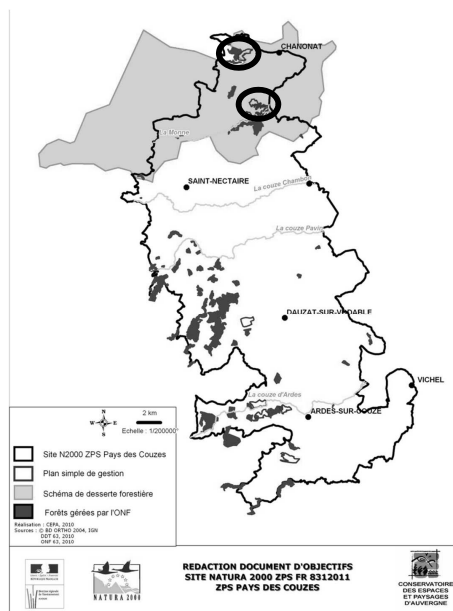 CHANONAT
La Monne
SAINT-NECTAIRE
La couze Chambon
La couze Pavin
DAUZAT-SUR-VODABLE
VICHEL
La couze d'Ardes
ARDES-SUR-COUZE
N
W E
S
2 km
Echelle : 1/200000°
Site N2000 ZPS Pays des Couzes
Plan simple de gestion
Schéma de desserte forestière
Forêts gérées par l'ONF
Réalisation : CEPA, 2010
Sources : © BD ORTHO 2004, IGN
DDT 63, 2010
ONF 63, 2010
REDACTION DOCUMENT D'OBJECTIFS
SITE NATURA 2000 ZPS FR 8312011
ZPS PAYS DES COUZES
NATURA 2000
CONSERVATOIRE
DES ESPACES
ET PAYSAGES
D'AUVERGNE